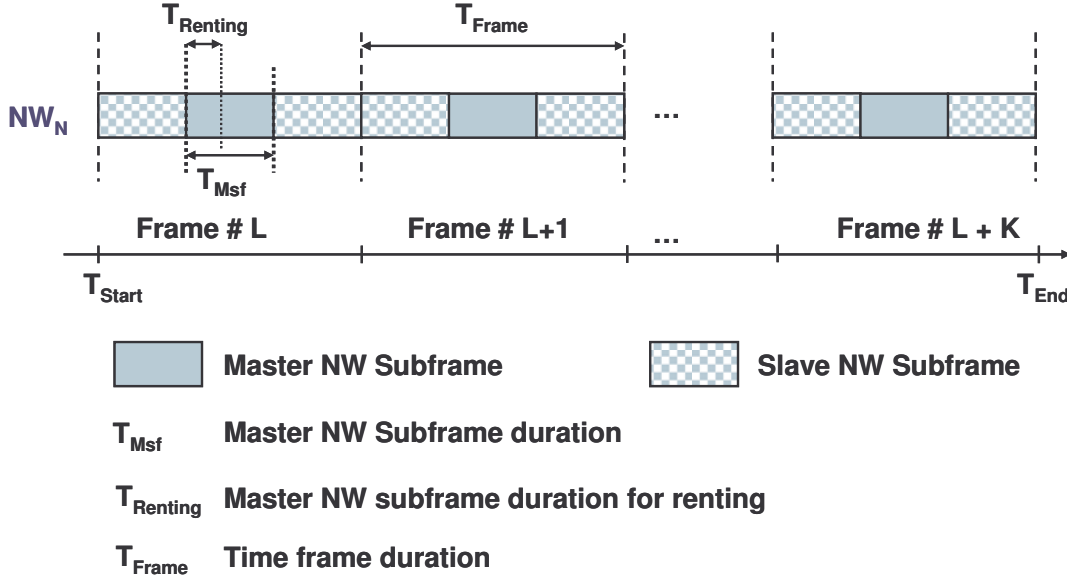 T_Renting
T_Frame
NW_N
...
T_Msf
Frame # L
Frame # L+1
...
Frame # L + K
T_Start
T_End
Master NW Subframe
Slave NW Subframe
T_Msf Master NW Subframe duration
T_Renting Master NW subframe duration for renting
T_Frame Time frame duration